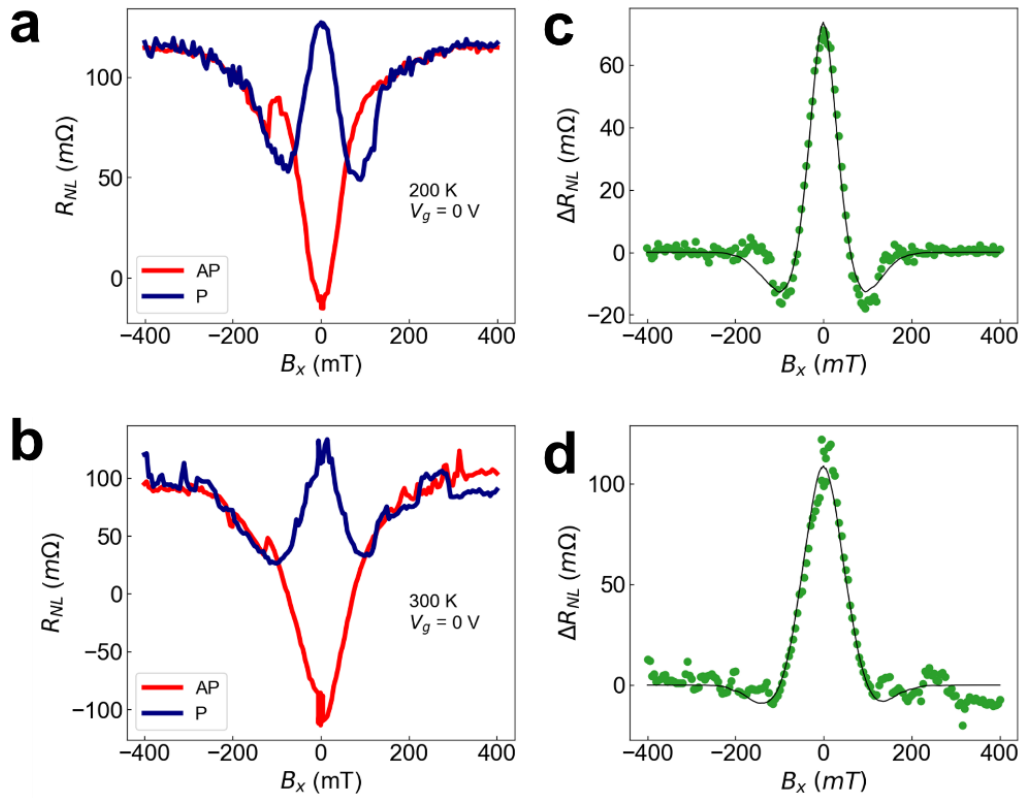 a
100
50
0
R_NL (mΩ)
200 K
V_g = 0 V
AP
P
−400 −200 0 200 400
B_x (mT)
c
60
40
20
0
−20
ΔR_NL (mΩ)
−400 −200 0 200 400
B_x (mT)
b
100
50
0
−50
−100
R_NL (mΩ)
300 K
V_g = 0 V
AP
P
−400 −200 0 200 400
B_x (mT)
d
100
50
0
ΔR_NL (mΩ)
−400 −200 0 200 400
B_x (mT)